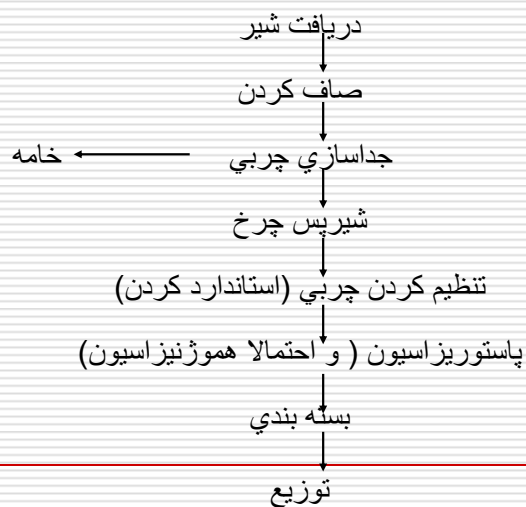 دريافت شير
صاف كردن
جداسازي چربي
خامه
شيرپس چرخ
تنظيم كردن چربي (استاندارد كردن)
پاستوريزاسيون ( و احتمالا هموژنيزاسيون)
بسته بندي
توزيع